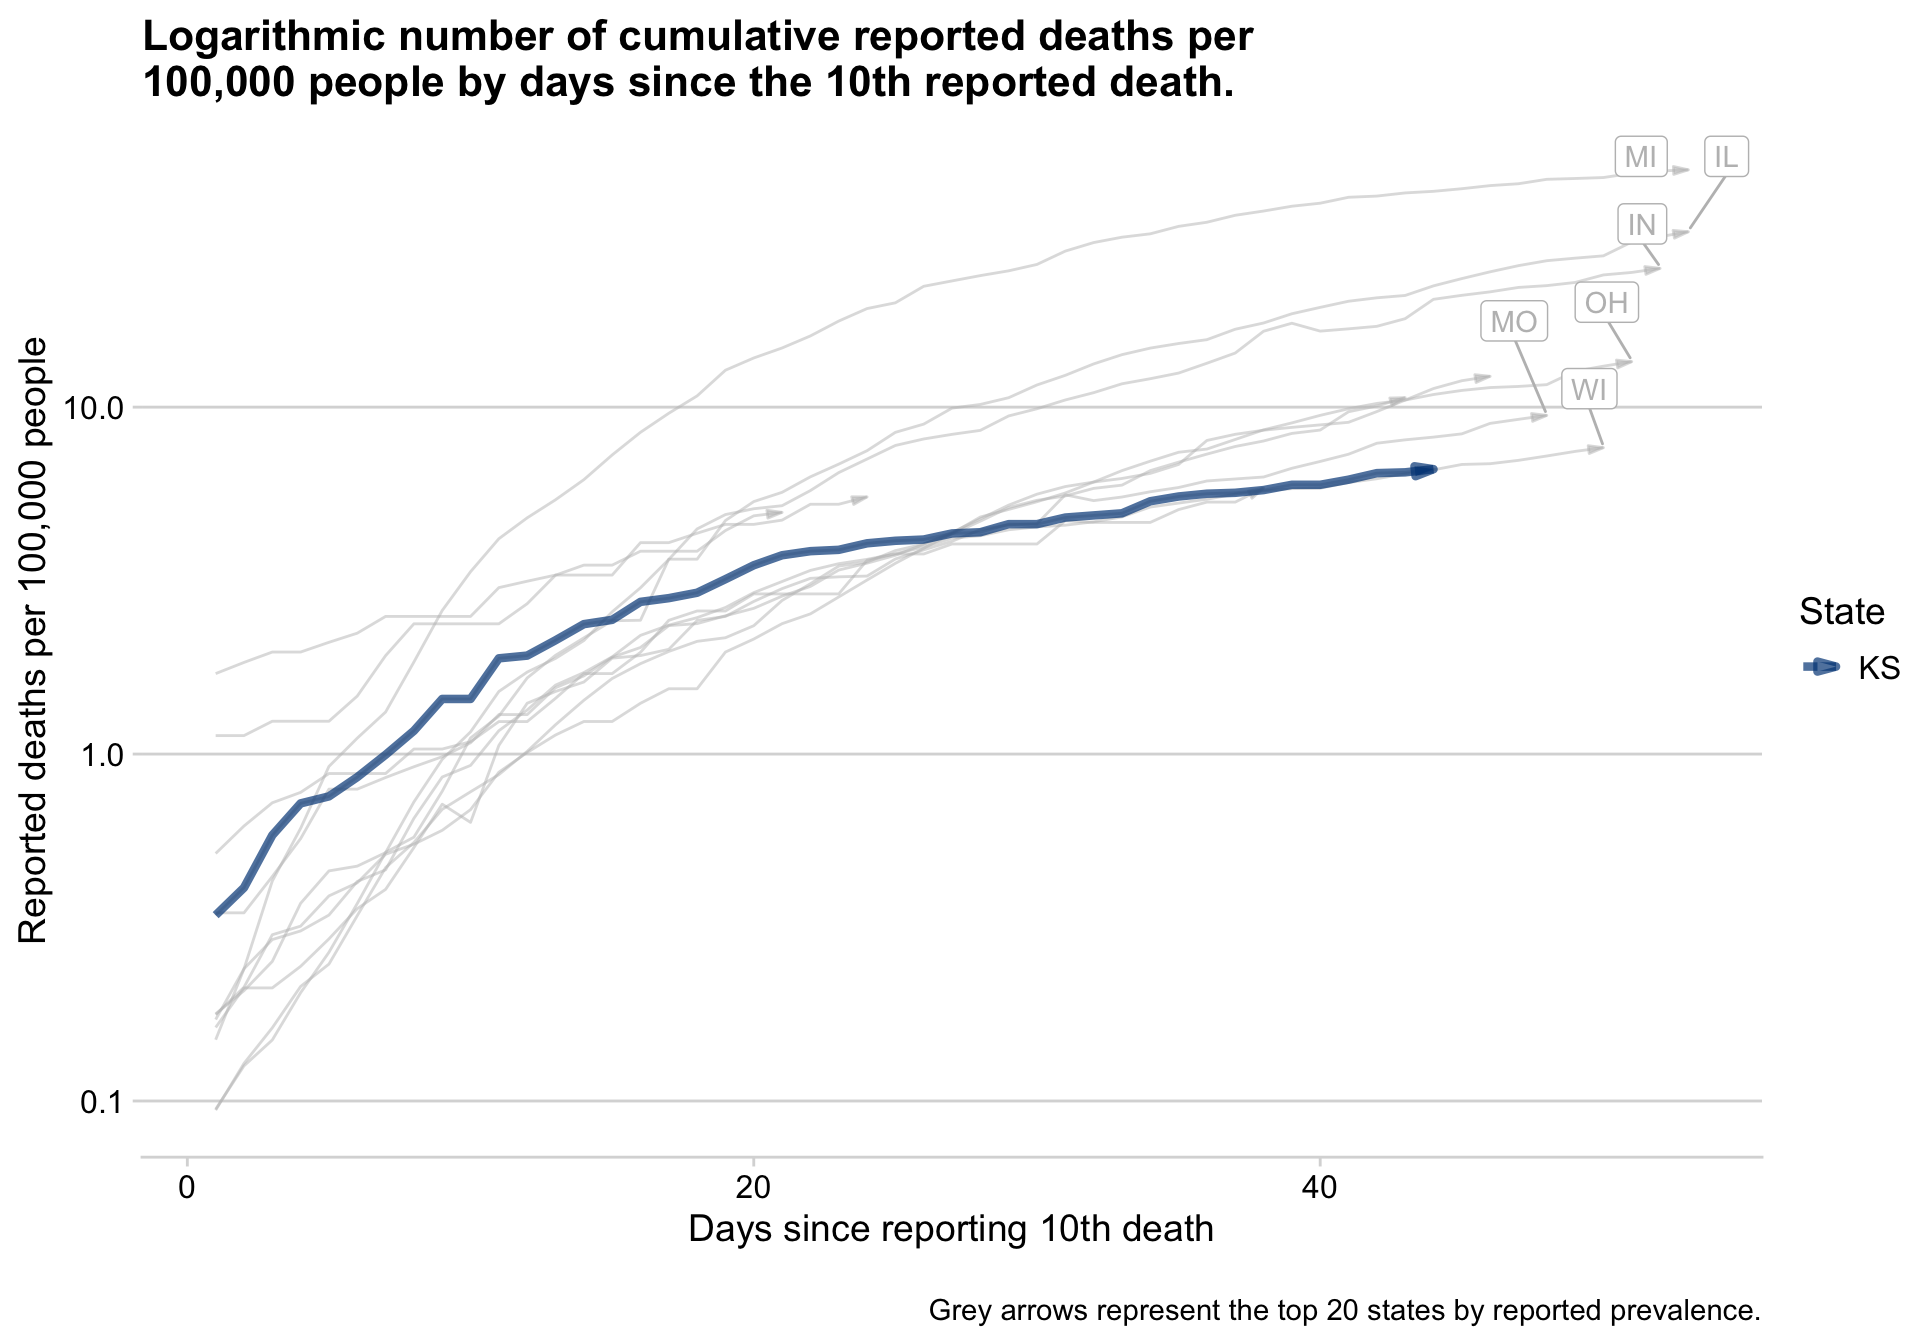 Logarithmic number of cumulative reported deaths per
100,000 people by days since the 10th reported death.
Reported deaths per 100,000 people
10.0
1.0
0.1
MI
IL
IN
OH
MO
WI
State
KS
0
20
40
Days since reporting 10th death
Grey arrows represent the top 20 states by reported prevalence.